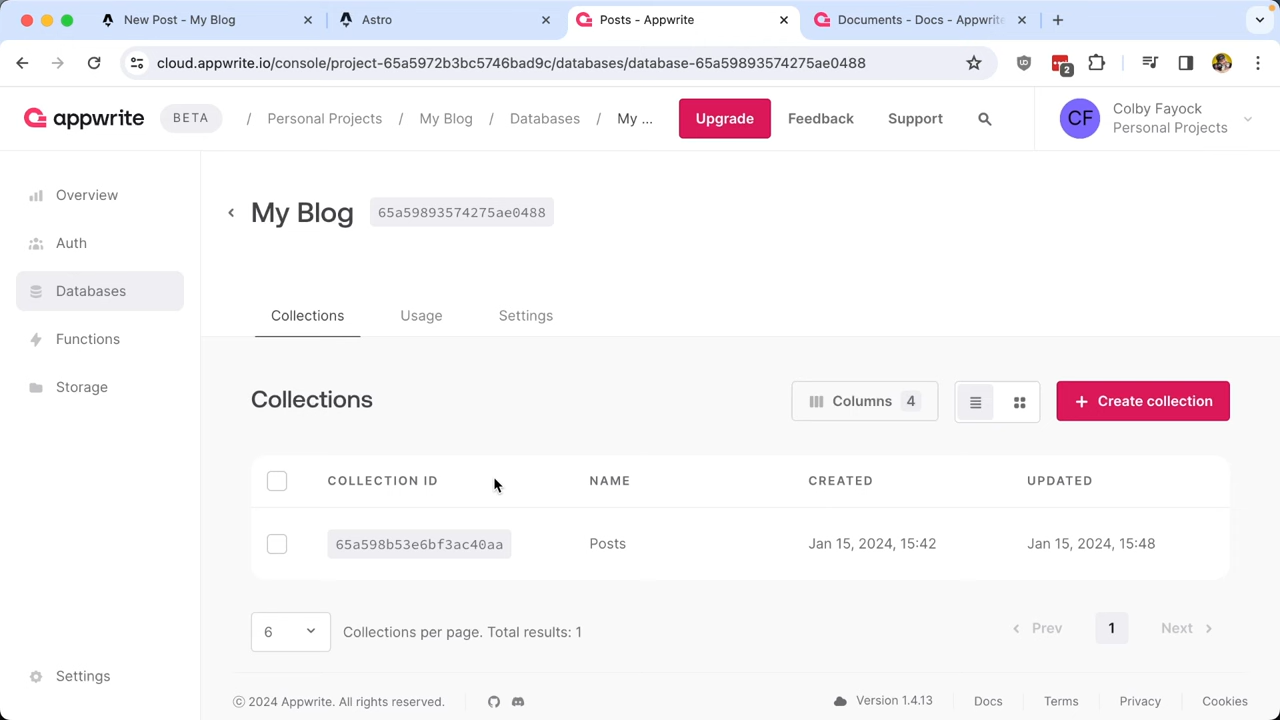 New Post - My Blog
Astro
Posts - Appwrite
Documents - Docs - Appwrite
cloud.appwrite.io/console/project-65a5972b3bc5746bad9c/databases/database-65a59893574275ae0488
2
appwrite BETA / Personal Projects / My Blog / Databases / My ... Upgrade Feedback Support
CF Colby Fayock
Personal Projects
Overview
Auth
Databases
Functions
Storage
Settings
My Blog 65a59893574275ae0488
Collections Usage Settings
Collections
Columns 4
+ Create collection
COLLECTION ID NAME CREATED UPDATED
65a598b53e6bf3ac40aa Posts Jan 15, 2024, 15:42 Jan 15, 2024, 15:48
6 Collections per page. Total results: 1
Prev 1 Next
© 2024 Appwrite. All rights reserved.
Version 1.4.13 Docs Terms Privacy Cookies